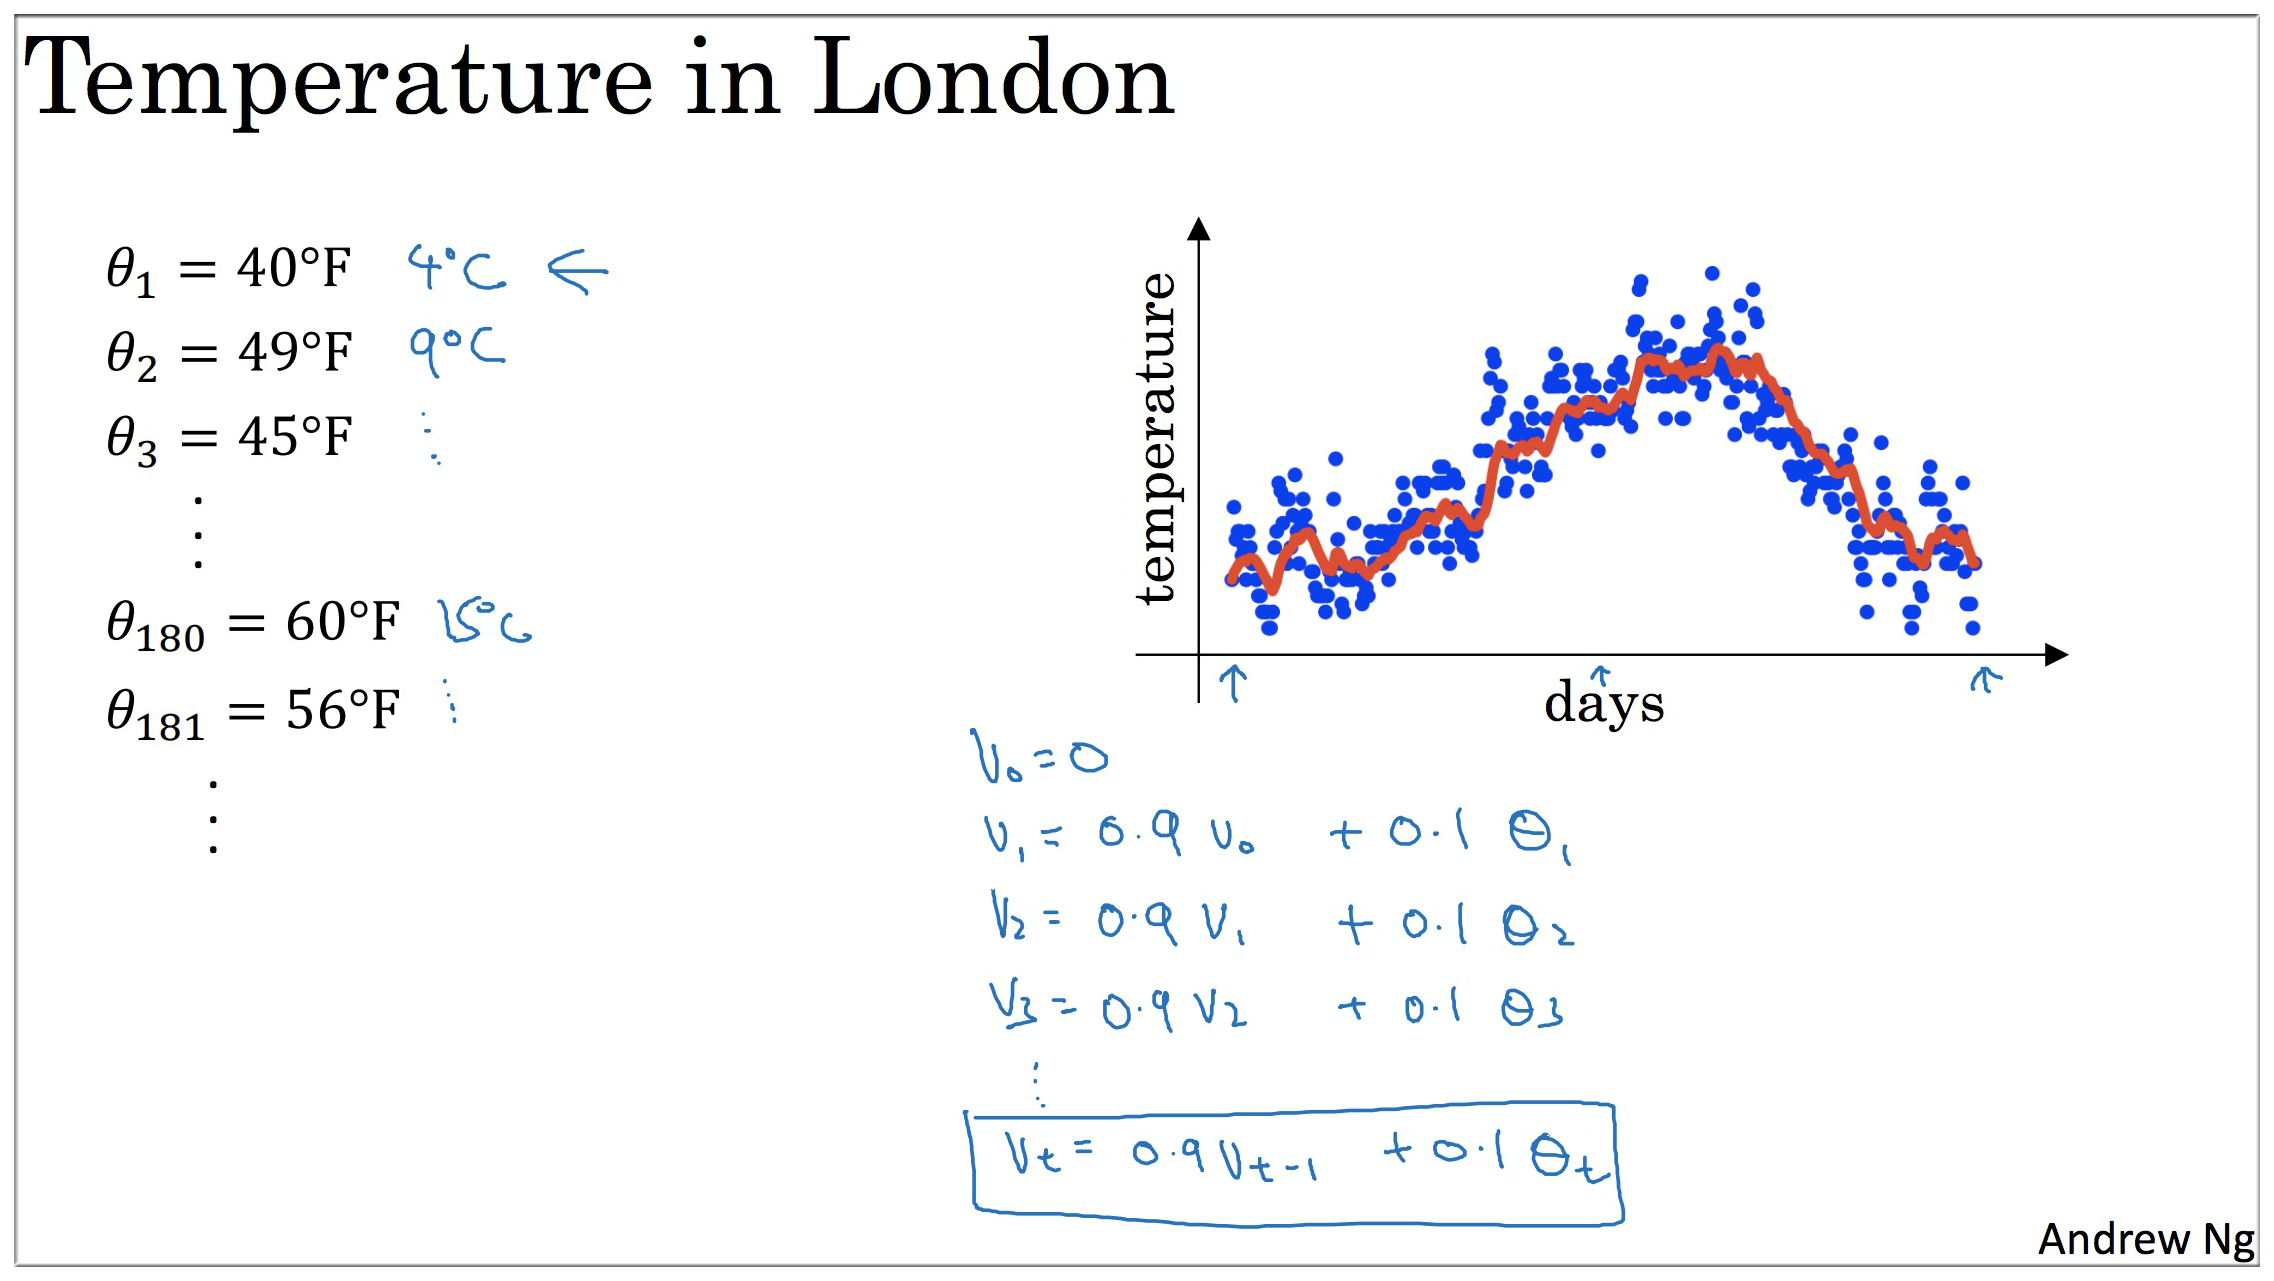 Temperature in London
θ₁ = 40°F 4°C ←
θ₂ = 49°F 9°C
θ₃ = 45°F ⋮
⋮
θ₁₈₀ = 60°F 15°C
θ₁₈₁ = 56°F ⋮
⋮
temperature
days
V₀ = 0
V₁ = 0.9 V₀ + 0.1 θ₁
V₂ = 0.9 V₁ + 0.1 θ₂
V₃ = 0.9 V₂ + 0.1 θ₃
⋮
Vₜ = 0.9 Vₜ₋₁ + 0.1 θₜ
Andrew Ng